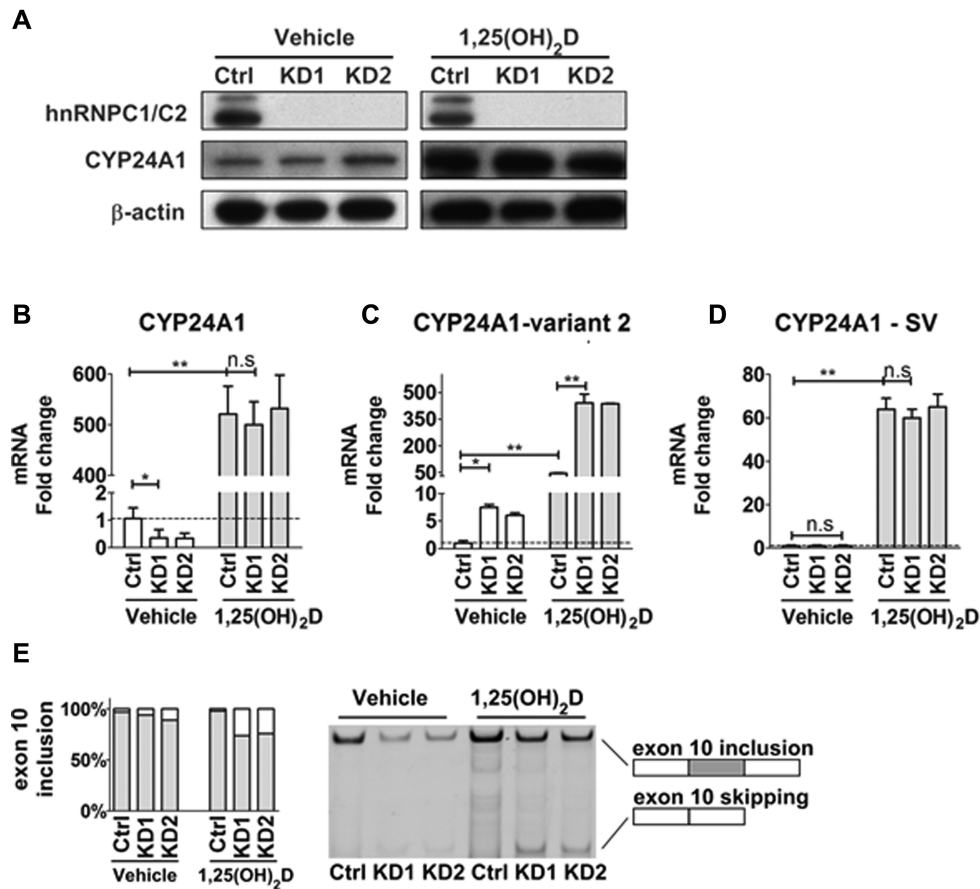 A
Vehicle 1,25(OH)2D
Ctrl KD1 KD2 Ctrl KD1 KD2
hnRNPC1/C2
CYP24A1
β-actin
B
CYP24A1
mRNA
Fold change
600
500
400
2
1
0
**
n.s
*
Ctrl KD1 KD2 Ctrl KD1 KD2
Vehicle 1,25(OH)2D
C
CYP24A1-variant 2
mRNA
Fold change
500
350
200
50
10
5
0
**
**
*
Ctrl KD1 KD2 Ctrl KD1 KD2
Vehicle 1,25(OH)2D
D
CYP24A1 - SV
mRNA
Fold change
80
60
40
20
0
**
n.s
n.s
Ctrl KD1 KD2 Ctrl KD1 KD2
Vehicle 1,25(OH)2D
E
exon 10
inclusion
100%
50%
0%
Ctrl KD1 KD2 Ctrl KD1 KD2
Vehicle 1,25(OH)2D
Vehicle 1,25(OH)2D
Ctrl KD1 KD2 Ctrl KD1 KD2
exon 10 inclusion
exon 10 skipping